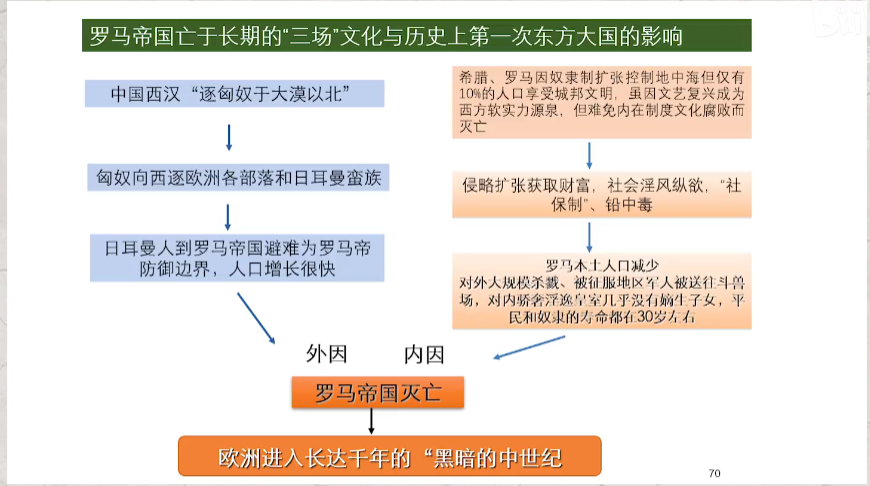 罗马帝国亡于长期的“三场”文化与历史上第一次东方大国的影响
中国西汉“逐匈奴于大漠以北”
匈奴向西逐欧洲各部落和日耳曼蛮族
日耳曼人到罗马帝国避难为罗马帝
防御边界，人口增长很快
希腊、罗马因奴隶制扩张控制地中海但仅有
10%的人口享受城邦文明，虽因文艺复兴成为
西方软实力源泉，但难免内在制度文化腐败而
灭亡
侵略扩张获取财富，社会淫风纵欲，“社
保制”、铅中毒
罗马本土人口减少
对外大规模杀戮、被征服地区军人被送往斗兽
场，对内骄奢淫逸皇室几乎没有嫡生子女，平
民和奴隶的寿命都在30岁左右
外因
内因
罗马帝国灭亡
欧洲进入长达千年的“黑暗的中世纪
70